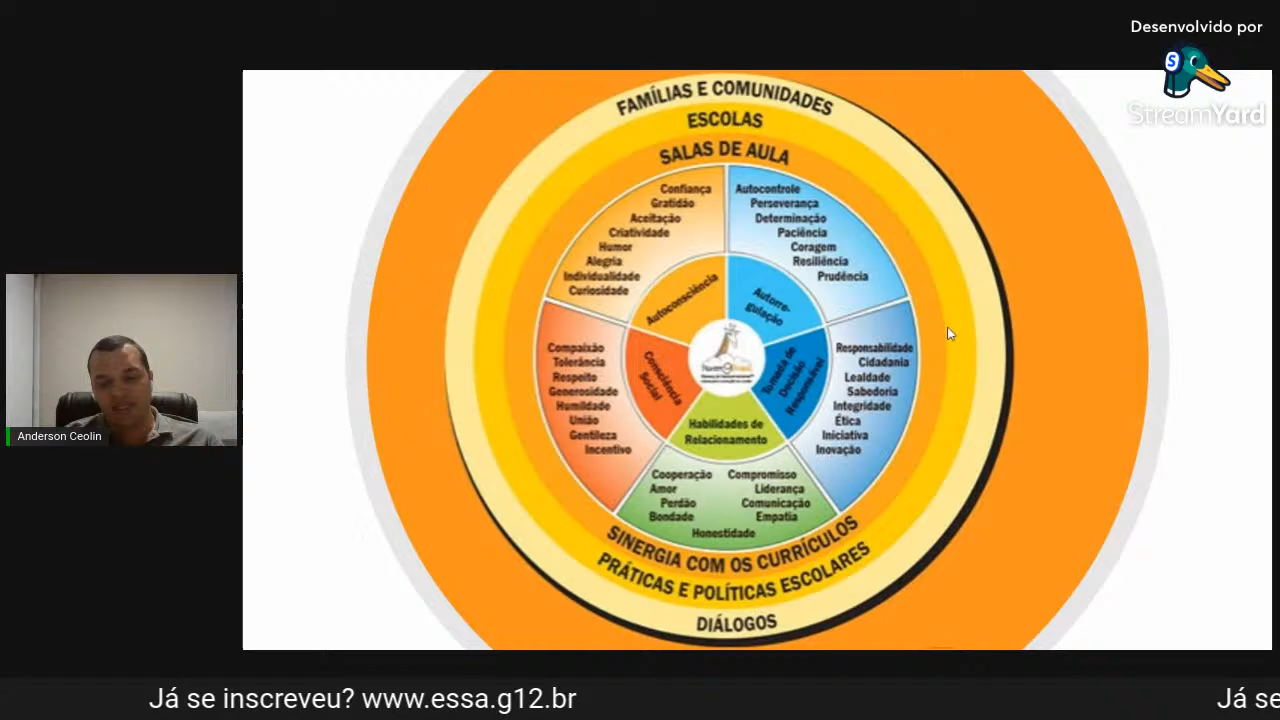 Desenvolvido por
StreamYard
FAMÍLIAS E COMUNIDADES
ESCOLAS
SALAS DE AULA
Confiança
Gratidão
Aceitação
Criatividade
Humor
Alegria
Individualidade
Curiosidade
Autocontrole
Perseverança
Determinação
Paciência
Coragem
Resiliência
Prudência
Autoconsciência
Autorre-
gulação
Compaixão
Tolerância
Respeito
Generosidade
Humildade
União
Gentileza
Incentivo
Consciência
Social
Tomada de
Decisão
Responsável
Responsabilidade
Cidadania
Lealdade
Sabedoria
Integridade
Ética
Iniciativa
Inovação
Habilidades de
Relacionamento
Cooperação
Amor
Perdão
Bondade
Compromisso
Liderança
Comunicação
Empatia
Honestidade
SINERGIA COM OS CURRÍCULOS
PRÁTICAS E POLÍTICAS ESCOLARES
DIÁLOGOS
Anderson Ceolin
Já se inscreveu? www.essa.g12.br
Já se